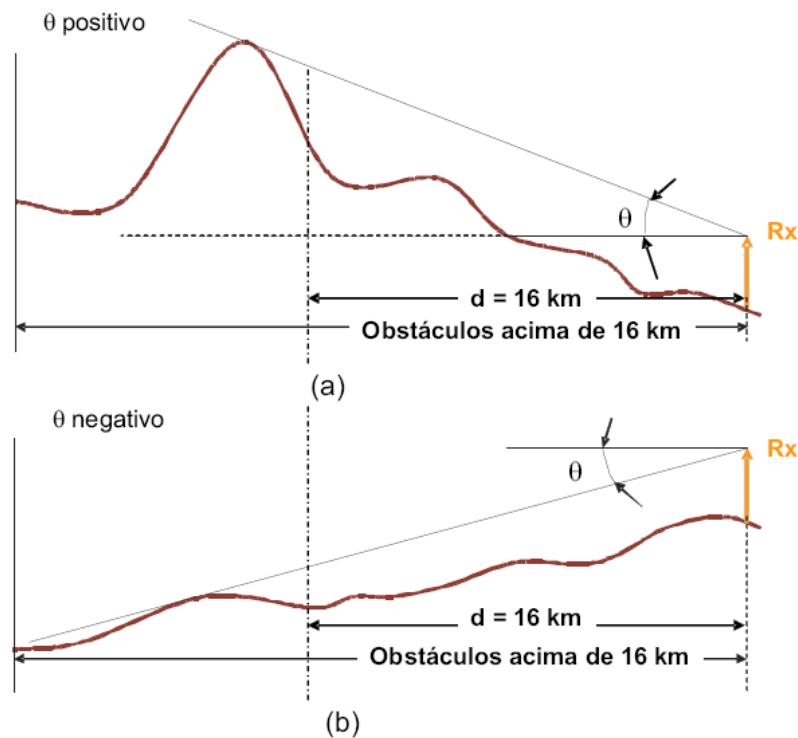 θ positivo
θ
Rx
d = 16 km
Obstáculos acima de 16 km
(a)
θ negativo
Rx
θ
d = 16 km
Obstáculos acima de 16 km
(b)